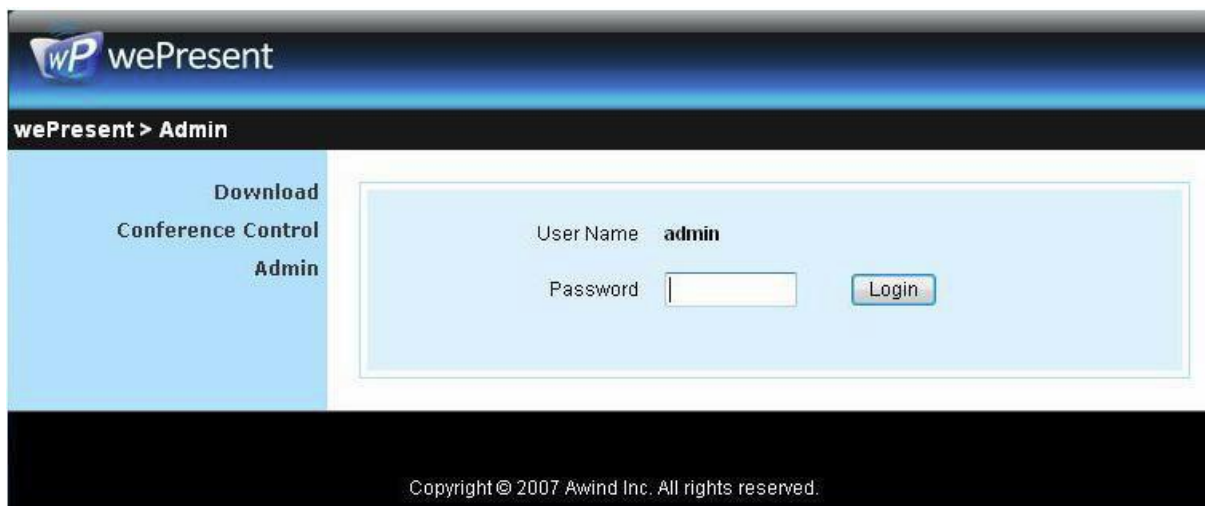 wP wePresent
wePresent > Admin
Download
Conference Control
Admin
User Name admin
Password Login
Copyright © 2007 Awind Inc. All rights reserved.